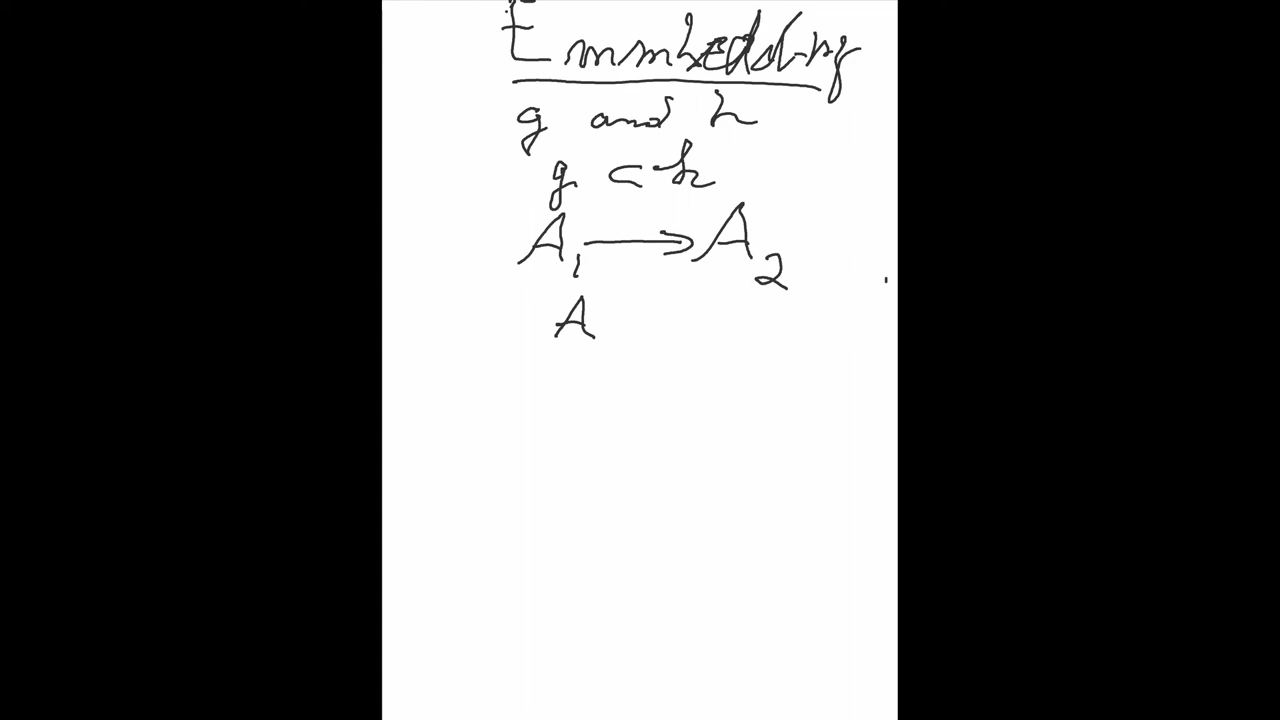 Emmbedding
g and h
g ⊂ h
A₁ → A₂
A